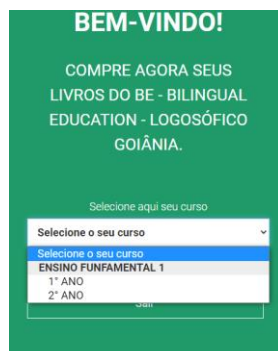 BEM-VINDO!
COMPRE AGORA SEUS
LIVROS DO BE - BILINGUAL
EDUCATION - LOGOSÓFICO
GOIÂNIA.
Selecione aqui seu curso
Selecione o seu curso
Selecione o seu curso
ENSINO FUNFAMENTAL 1
1° ANO
2° ANO
Sair